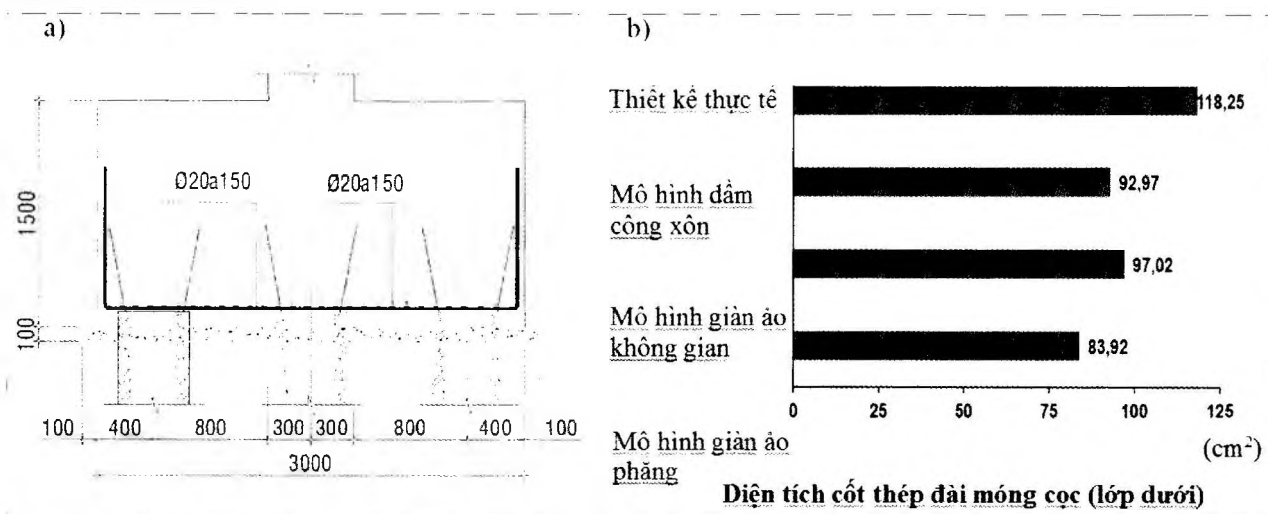 a)
Ø20a150 Ø20a150
1500
100
100 400 800 300 300 800 400 100
3000
b)
Thiết kế thực tế
118,25
Mô hình dầm
công xôn
92,97
97,02
Mô hình giàn ảo
không gian
83,92
0 25 50 75 100 125
Mô hình giàn ảo
phẳng
(cm²)
Diện tích cốt thép đài móng cọc (lớp dưới)